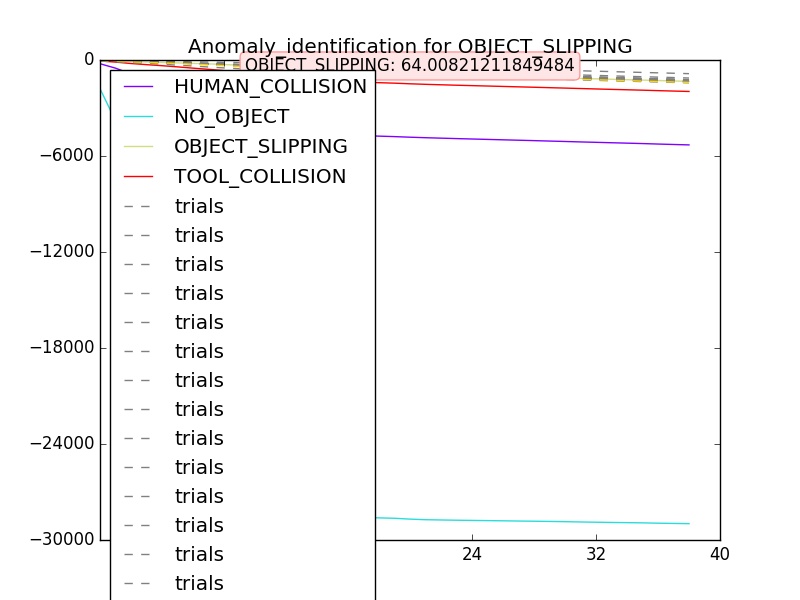 Anomaly_identification for OBJECT_SLIPPING
OBJECT_SLIPPING: 64.00821211849484
0
−6000
−12000
−18000
−24000
−30000
HUMAN_COLLISION
NO_OBJECT
OBJECT_SLIPPING
TOOL_COLLISION
trials
trials
trials
trials
trials
trials
trials
trials
trials
trials
trials
trials
trials
trials
24
32
40